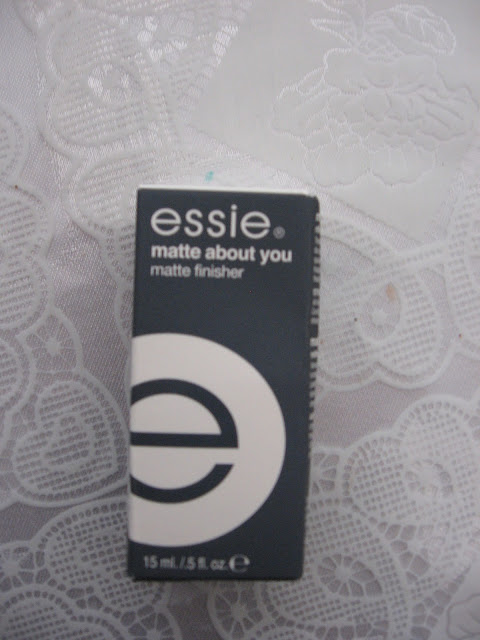 essie®
matte about you
matte finisher
e
15 ml./.5 fl. oz. ℮